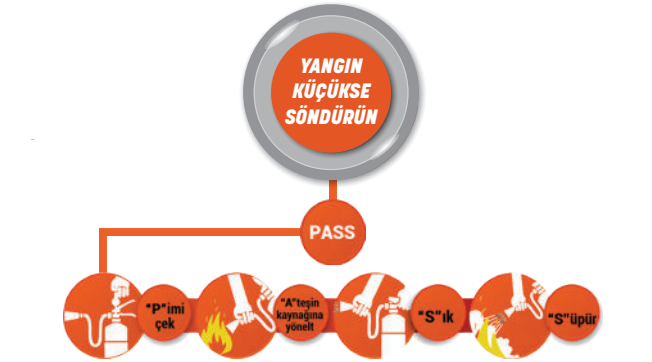 YANGIN
KÜÇÜKSE
SÖNDÜRÜN
PASS
"P"imi
çek
"A"teşin
kaynağına
yönelt
"S"ık
"S"üpür